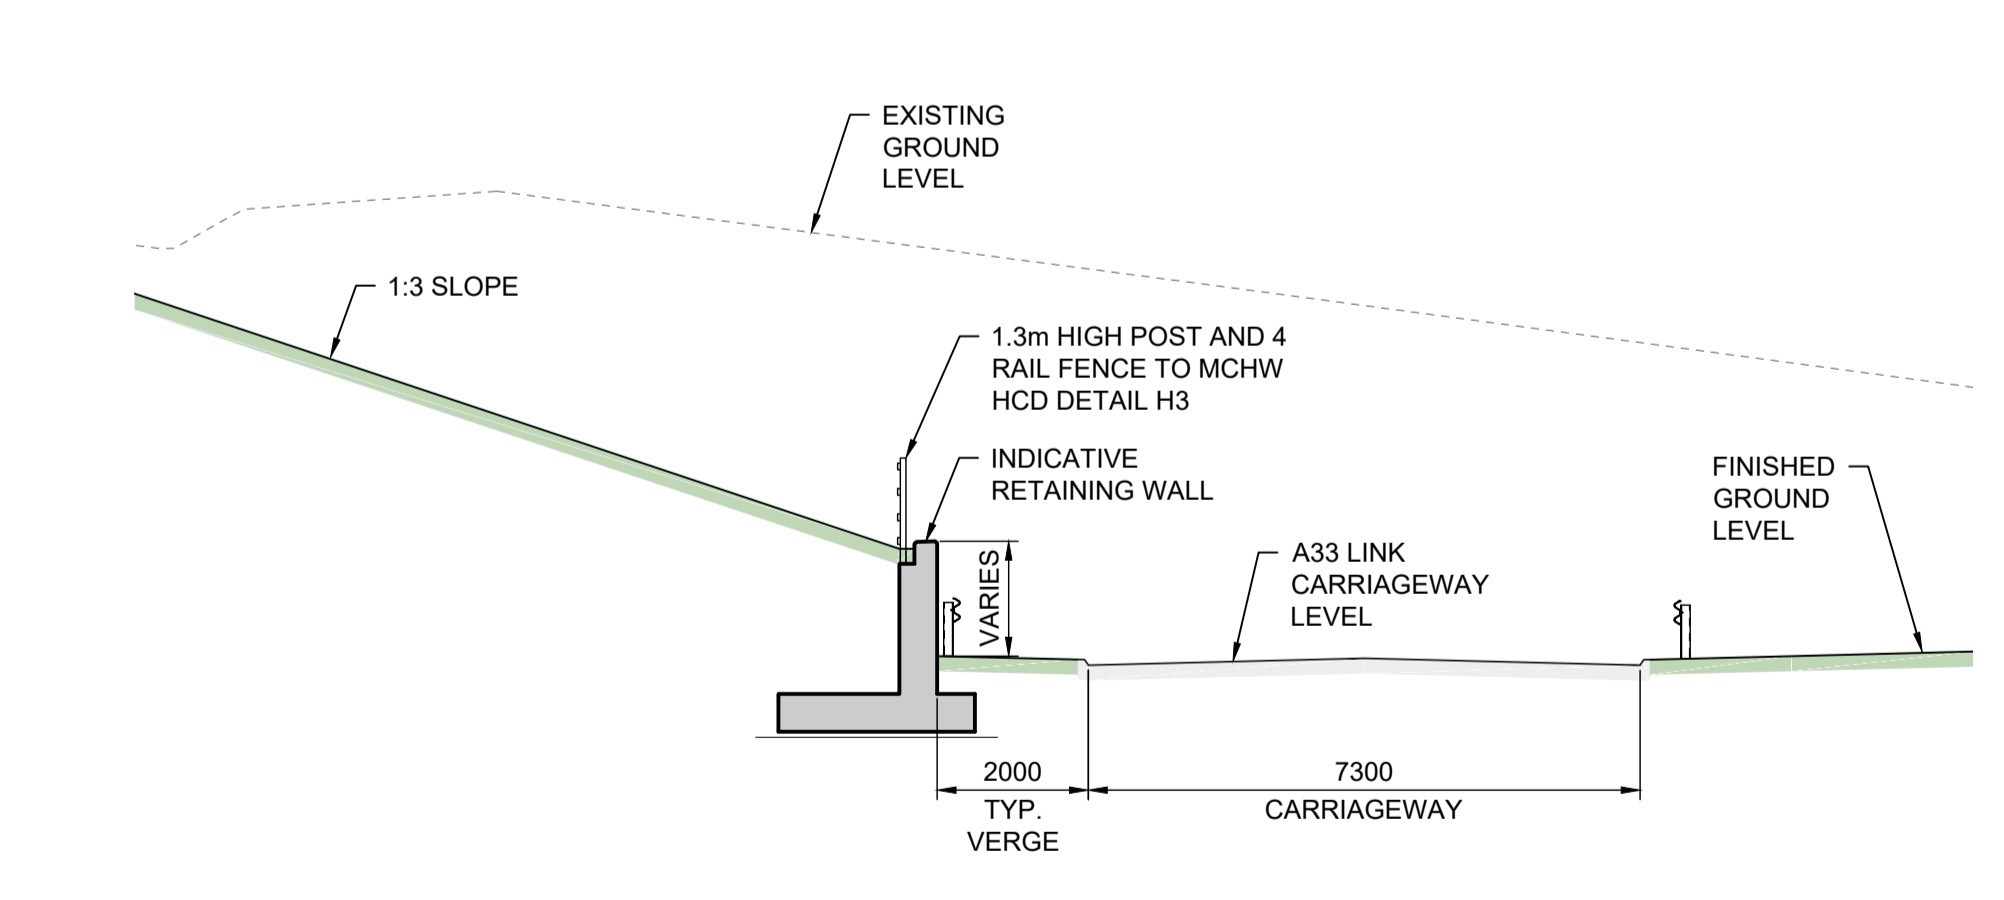 EXISTING
GROUND
LEVEL
1:3 SLOPE
1.3m HIGH POST AND 4
RAIL FENCE TO MCHW
HCD DETAIL H3
INDICATIVE
RETAINING WALL
FINISHED
GROUND
LEVEL
VARIES
A33 LINK
CARRIAGEWAY
LEVEL
2000
TYP.
VERGE
7300
CARRIAGEWAY